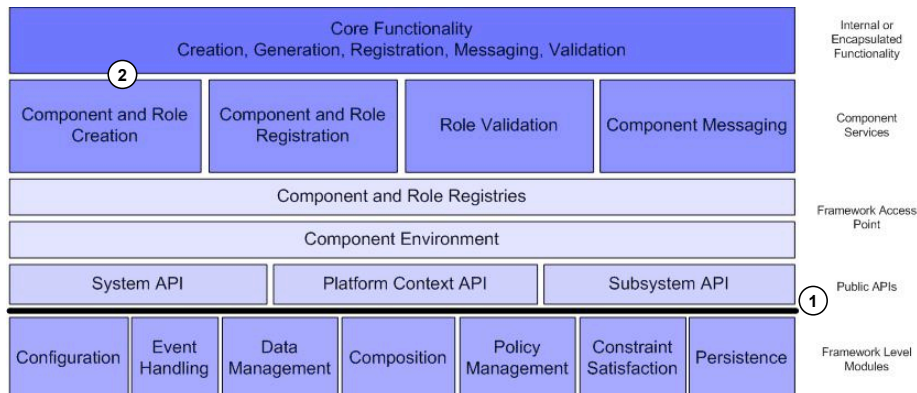 Core Functionality
Creation, Generation, Registration, Messaging, Validation
Internal or
Encapsulated
Functionality
2
Component and Role
Creation
Component and Role
Registration
Role Validation
Component Messaging
Component
Services
Component and Role Registries
Component Environment
Framework Access
Point
System API
Platform Context API
Subsystem API
Public APIs
1
Configuration
Event
Handling
Data
Management
Composition
Policy
Management
Constraint
Satisfaction
Persistence
Framework Level
Modules